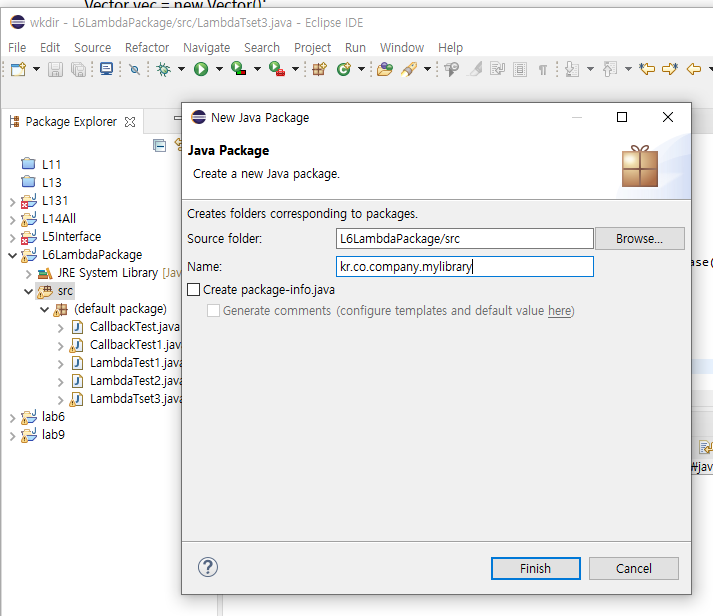 Vector vec = new Vector();
wkdir - L6LambdaPackage/src/LambdaTset3.java - Eclipse IDE
File Edit Source Refactor Navigate Search Project Run Window Help
Package Explorer
L11
L13
L131
L14All
L5Interface
L6LambdaPackage
JRE System Library [Jav
src
(default package)
CallbackTest.java
CallbackTest1.jav
LambdaTest1.java
LambdaTest2.java
LambdaTset3.java
lab6
lab9
New Java Package
Java Package
Create a new Java package.
Creates folders corresponding to packages.
Source folder: L6LambdaPackage/src Browse...
Name: kr.co.company.mylibrary
Create package-info.java
Generate comments (configure templates and default value here)
Finish Cancel
ase(
#jav